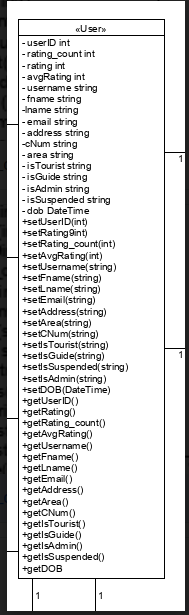 «User»
- userID int
- rating_count int
- rating int
- avgRating int
- username string
- fname string
-lname string
- email string
- address string
-cNum string
- area string
- isTourist string
- isGuide string
- isAdmin string
- isSuspended string
- dob DateTime
+setUserID(int)
+setRating9int)
+setRating_count(int)
+setAvgRating(int)
+setUsername(string)
+setFname(string)
+setLname(string)
+setEmail(string)
+setAddress(string)
+setArea(string)
+setCNum(string)
+setIsTourist(string)
+setIsGuide(string)
+setIsSuspended(string)
+setIsAdmin(string)
+setDOB(DateTime)
+getUserID()
+getRating()
+getRating_count()
+getAvgRating()
+getUsername()
+getFname()
+getLname()
+getEmail()
+getAddress()
+getArea()
+getCNum()
+getIsTourist()
+getIsGuide()
+getIsAdmin()
+getIsSuspended()
+getDOB
1
1
1
1